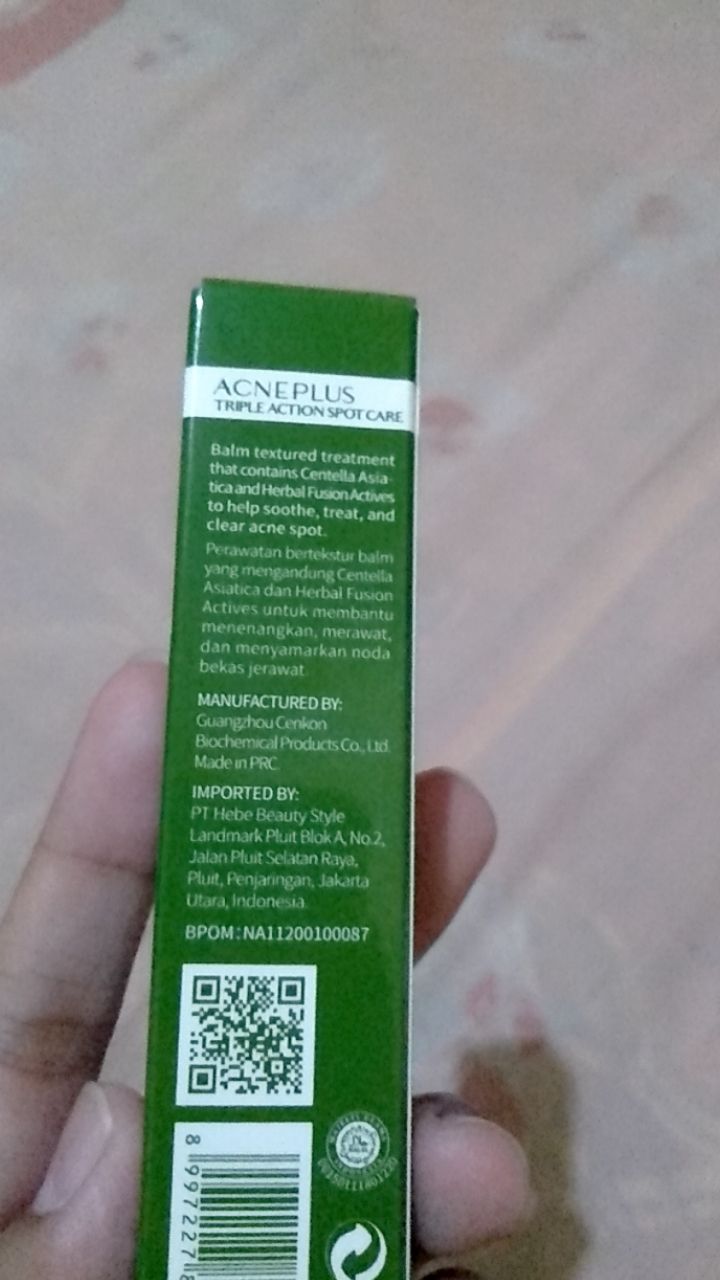 ACNEPLUS
TRIPLE ACTION SPOT CARE
Balm textured treatment
that contains Centella Asia-
tica and Herbal Fusion Actives
to help soothe, treat, and
clear acne spot.
Perawatan bertekstur balm
yang mengandung Centella
Asiatica dan Herbal Fusion
Actives untuk membantu
menenangkan, merawat,
dan menyamarkan noda
bekas jerawat.
MANUFACTURED BY:
Guangzhou Cenkon
Biochemical Products Co., Ltd.
Made in PRC.
IMPORTED BY:
PT Hebe Beauty Style
Landmark Pluit Blok A, No.2,
Jalan Pluit Selatan Raya,
Pluit, Penjaringan, Jakarta
Utara, Indonesia.
BPOM : NA11200100087
8 997227 8